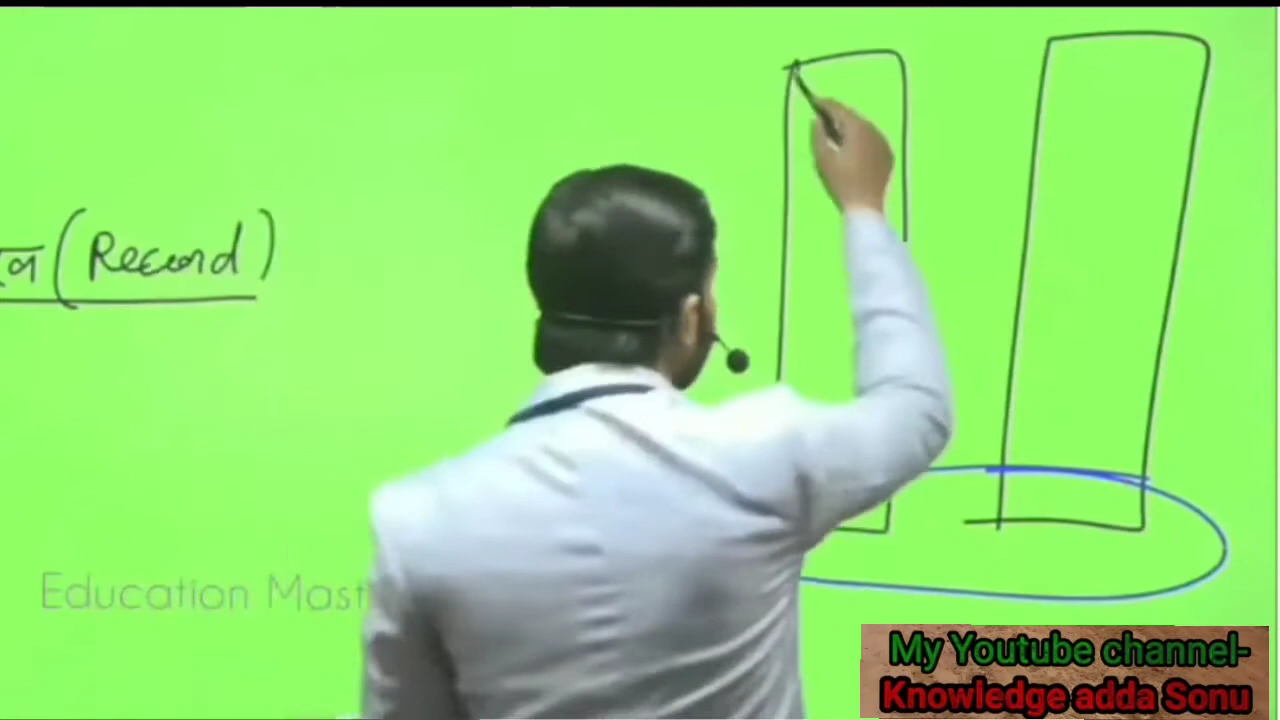 (Record)
Education Mast
My Youtube channel-
Knowledge adda Sonu